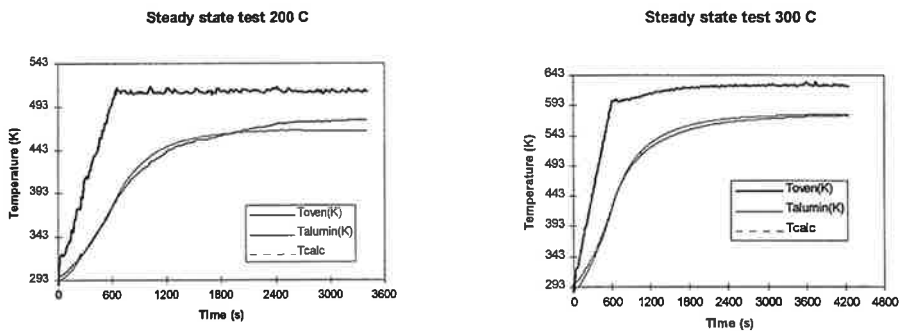 Steady state test 200 C
543
493
443
393
343
293
Temperature (K)
0
600
1200
1800
2400
3000
3600
Time (s)
Toven(K)
Talumin(K)
Tcalc
Steady state test 300 C
643
593
543
493
443
393
343
293
Temperature (K)
0
600
1200
1800
2400
3000
3600
4200
4800
Time (s)
Toven(K)
Talumin(K)
Tcalc